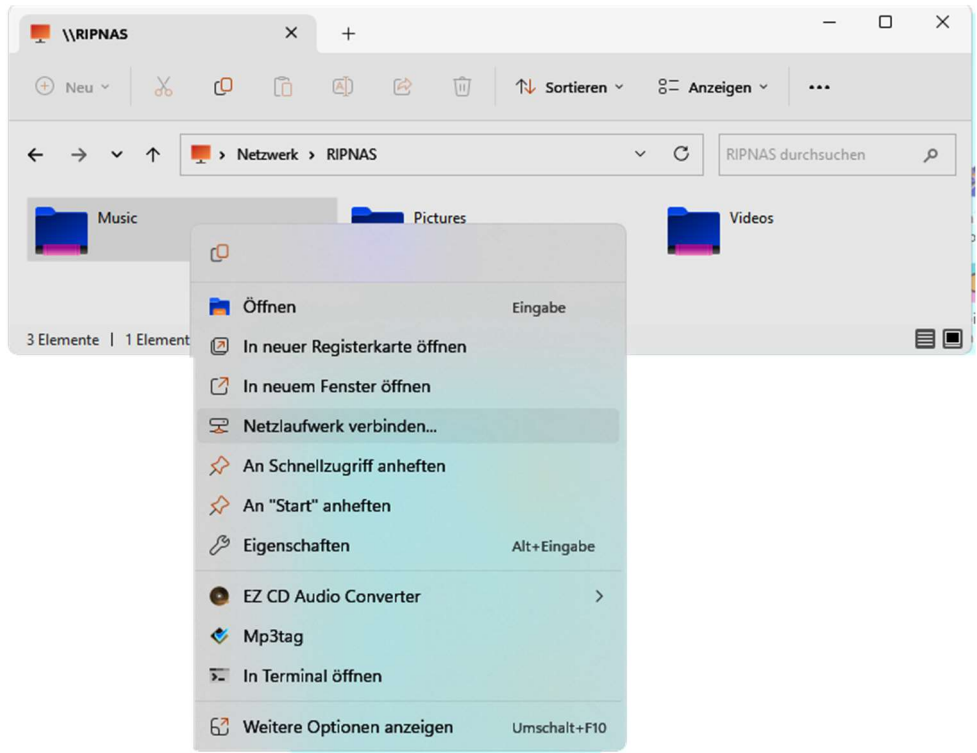 \\RIPNAS
Neu
Sortieren
Anzeigen
Netzwerk > RIPNAS
RIPNAS durchsuchen
Music
Pictures
Videos
3 Elemente | 1 Element
Öffnen Eingabe
In neuer Registerkarte öffnen
In neuem Fenster öffnen
Netzlaufwerk verbinden...
An Schnellzugriff anheften
An "Start" anheften
Eigenschaften Alt+Eingabe
EZ CD Audio Converter
Mp3tag
In Terminal öffnen
Weitere Optionen anzeigen Umschalt+F10